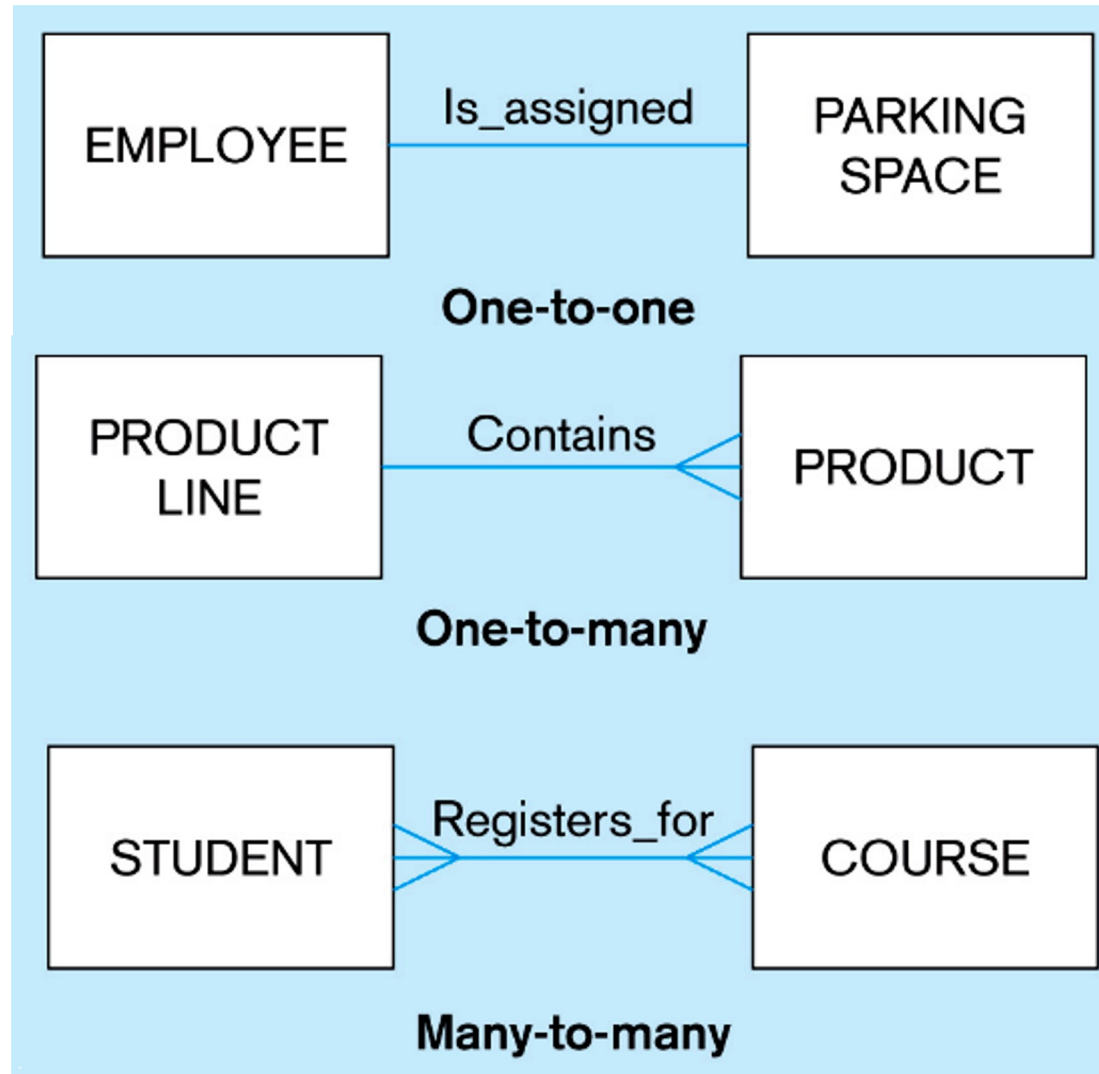 EMPLOYEE
Is_assigned
PARKING
SPACE
One-to-one
PRODUCT
LINE
Contains
PRODUCT
One-to-many
STUDENT
Registers_for
COURSE
Many-to-many